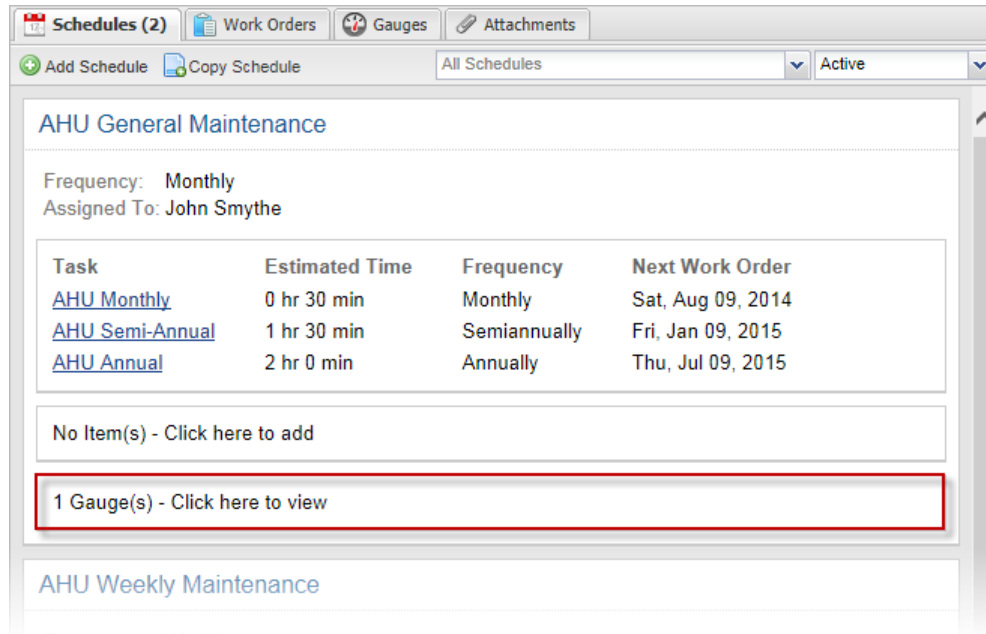 Schedules (2) Work Orders Gauges Attachments
Add Schedule Copy Schedule All Schedules Active
AHU General Maintenance
Frequency: Monthly
Assigned To: John Smythe
Task Estimated Time Frequency Next Work Order
AHU Monthly 0 hr 30 min Monthly Sat, Aug 09, 2014
AHU Semi-Annual 1 hr 30 min Semiannually Fri, Jan 09, 2015
AHU Annual 2 hr 0 min Annually Thu, Jul 09, 2015
No Item(s) - Click here to add
1 Gauge(s) - Click here to view
AHU Weekly Maintenance